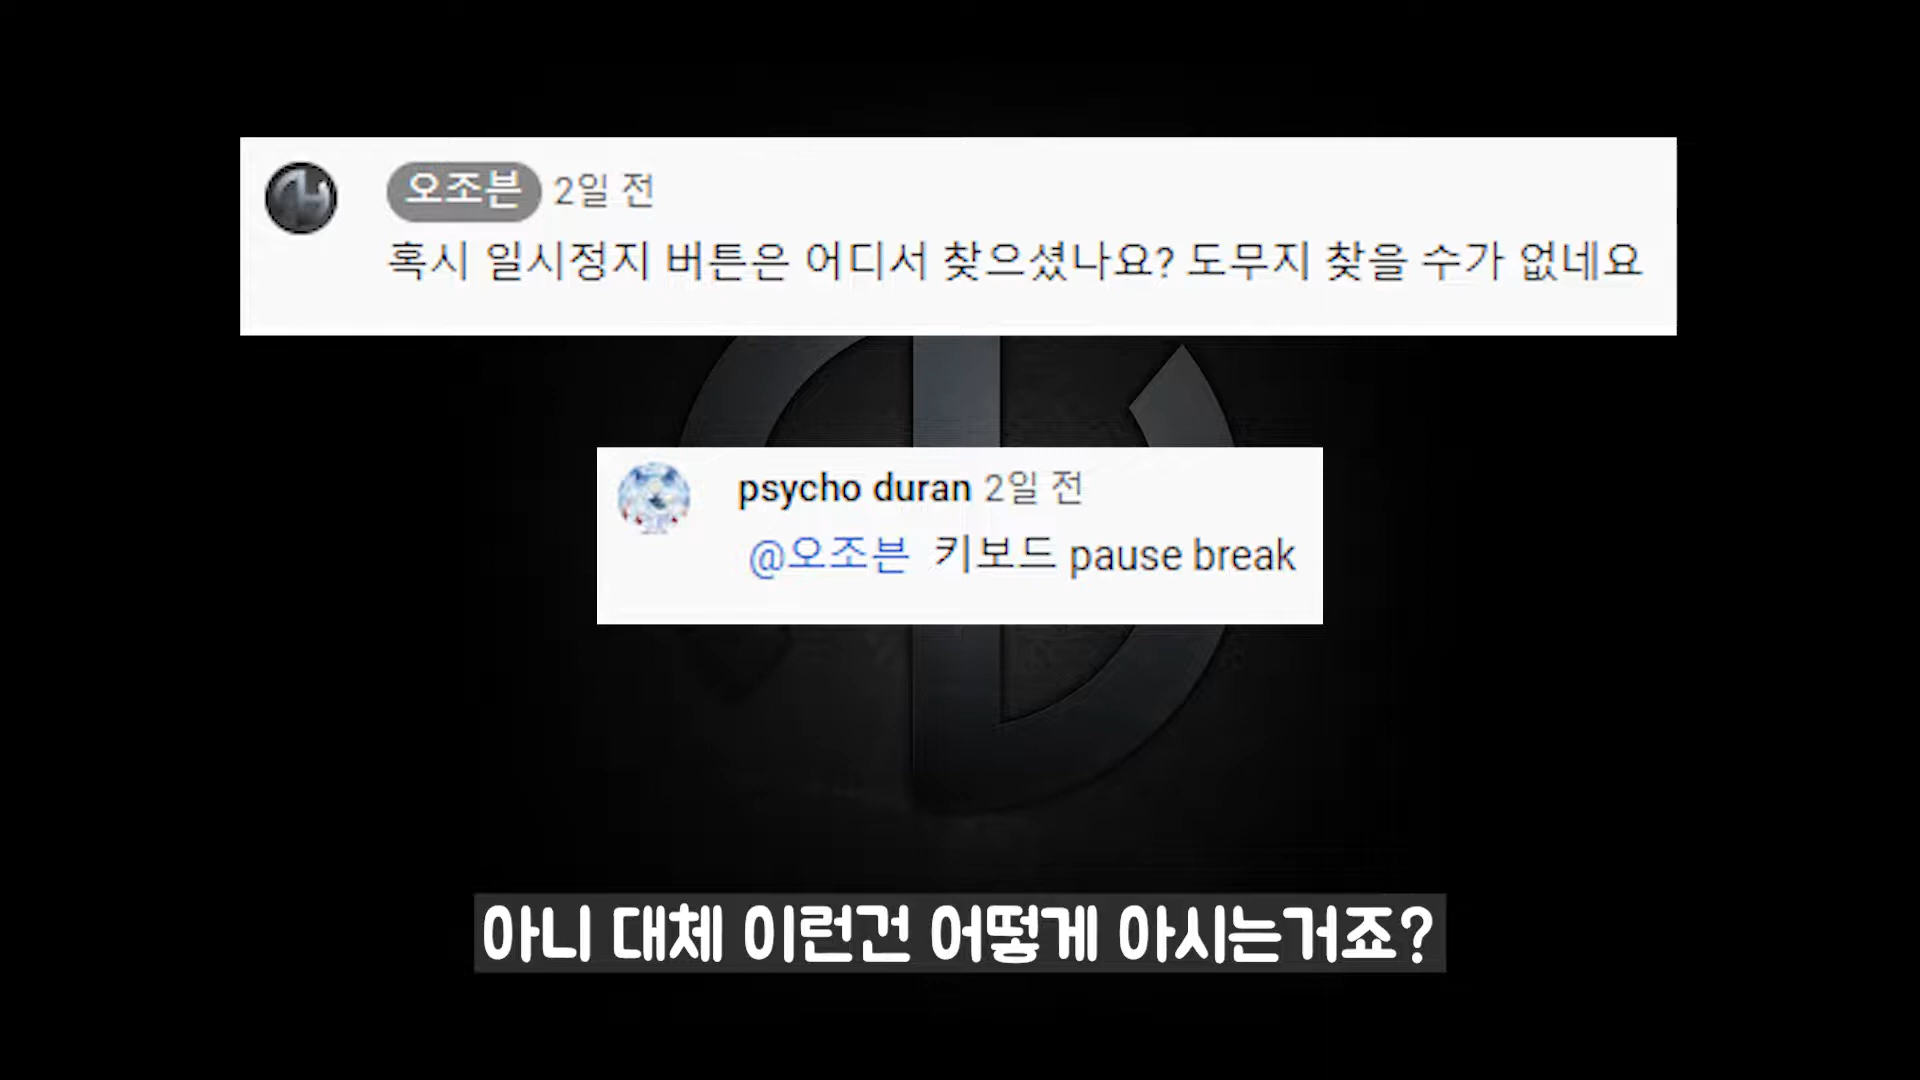 오조븐 2일 전
혹시 일시정지 버튼은 어디서 찾으셨나요? 도무지 찾을 수가 없네요
psycho duran 2일 전
@오조븐 키보드 pause break
아니 대체 이런건 어떻게 아시는거죠?